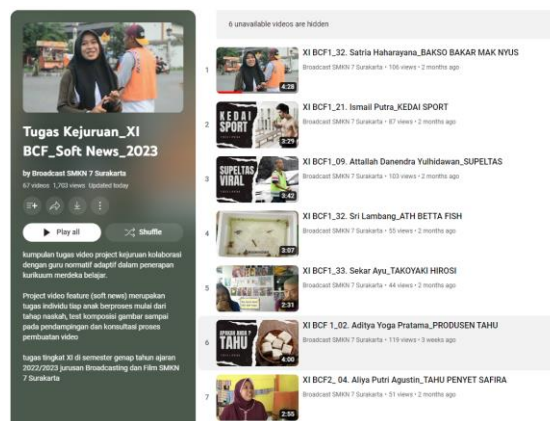 Tugas Kejuruan_XI
BCF_Soft News_2023
by Broadcast SMKN 7 Surakarta
67 videos 1,703 views Updated today
Play all
Shuffle
kumpulan tugas video project kejuruan kolaborasi
dengan guru normatif adaptif dalam penerapan
kurikuum merdeka belajar.
Project video feature (soft news) merupakan
tugas individu tiap anak berproses mulai dari
tahap naskah, test komposisi gambar sampai
pada pendampingan dan konsultasi proses
pembuatan video
tugas tingkat XI di semester genap tahun ajaran
2022/2023 jurusan Broadcasting dan Film SMKN
7 Surakarta
6 unavailable videos are hidden
1
4:28
XI BCF1_32. Satria Haharayana_BAKSO BAKAR MAK NYUS
Broadcast SMKN 7 Surakarta • 106 views • 2 months ago
2
KEDAI
SPORT
3:29
XI BCF1_21. Ismail Putra_KEDAI SPORT
Broadcast SMKN 7 Surakarta • 87 views • 2 months ago
3
SUPELTAS
VIRAL
3:42
XI BCF1_09. Attallah Danendra Yulhidawan_SUPELTAS
Broadcast SMKN 7 Surakarta • 103 views • 2 months ago
4
3:07
XI BCF1_32. Sri Lambang_ATH BETTA FISH
Broadcast SMKN 7 Surakarta • 55 views • 2 months ago
5
2:31
XI BCF1_33. Sekar Ayu_TAKOYAKI HIROSI
Broadcast SMKN 7 Surakarta • 44 views • 2 months ago
6
TAHU
4:00
XI BCF 1_02. Aditya Yoga Pratama_PRODUSEN TAHU
Broadcast SMKN 7 Surakarta • 119 views • 3 weeks ago
7
2:55
XI BCF2_ 04. Aliya Putri Agustin_TAHU PENYET SAFIRA
Broadcast SMKN 7 Surakarta • 51 views • 2 months ago